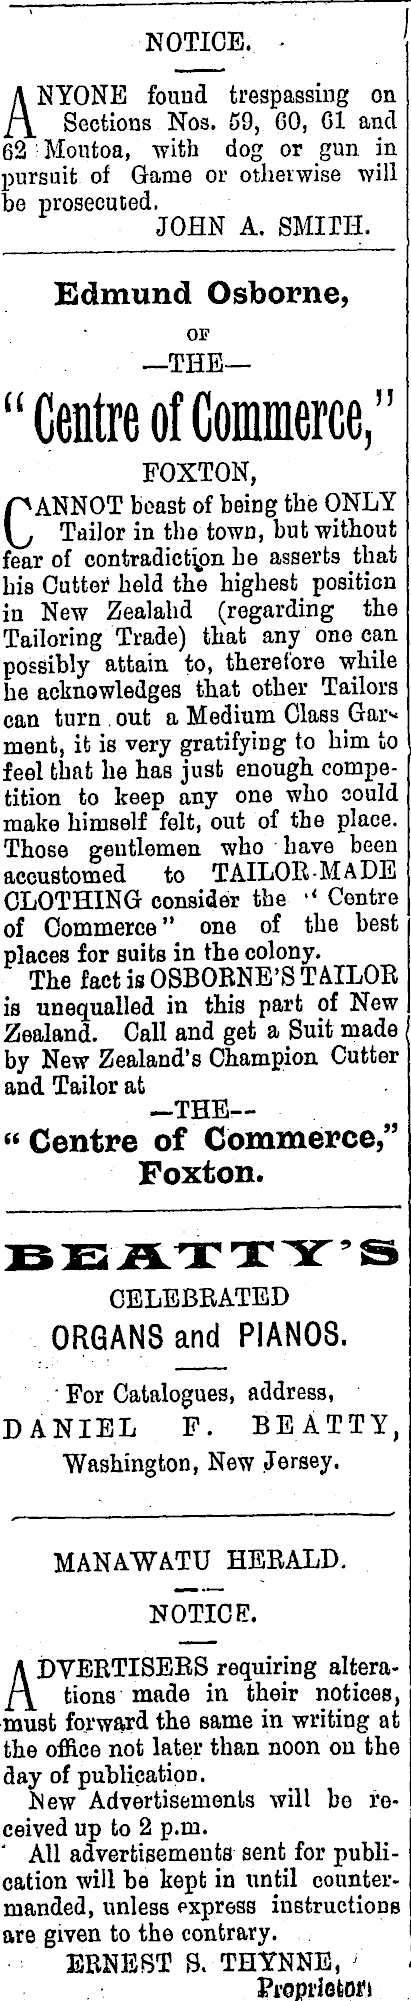 NOTICE.
ANYONE found trespassing on
Sections Nos. 59, 60, 61 and
62 Moutoa, with dog or gun in
pursuit of Game or otherwise will
be prosecuted.
JOHN A. SMITH.
Edmund Osborne,
OF
—THE—
"Centre of Commerce,"
FOXTON,
CANNOT boast of being the ONLY
Tailor in the town, but without
fear of contradiction he asserts that
his Cutter held the highest position
in New Zealahd (regarding the
Tailoring Trade) that any one can
possibly attain to, therefore while
he acknowledges that other Tailors
can turn out a Medium Class Gar-
ment, it is very gratifying to him to
feel that he has just enough compe-
tition to keep any one who could
make himself felt, out of the place.
Those gentlemen who have been
accustomed to TAILOR-MADE
CLOTHING consider the "Centre
of Commerce" one of the best
places for suits in the colony.
The fact is OSBORNE'S TAILOR
is unequalled in this part of New
Zealand. Call and get a Suit made
by New Zealand's Champion Cutter
and Tailor at
—THE--
"Centre of Commerce,"
Foxton.
BEATTY'S
CELEBRATED
ORGANS and PIANOS.
For Catalogues, address,
DANIEL F. BEATTY,
Washington, New Jersey.
MANAWATU HERALD.
NOTICE.
ADVERTISERS requiring altera-
tions made in their notices,
must forward the same in writing at
the office not later than noon on the
day of publication.
New Advertisements will be re-
ceived up to 2 p.m.
All advertisements sent for publi-
cation will be kept in until counter-
manded, unless express instructions
are given to the contrary.
ERNEST S. THYNNE,
Proprietor